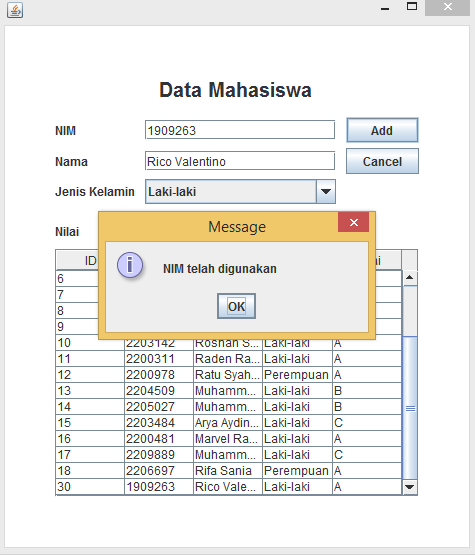 Data Mahasiswa
NIM 1909263 Add
Nama Rico Valentino Cancel
Jenis Kelamin Laki-laki
Nilai
Message
NIM telah digunakan
OK
ID
6
7
8
9
10 2203142 Roshan S... Laki-laki A
11 2200311 Raden Ra... Laki-laki A
12 2200978 Ratu Syah... Perempuan A
13 2204509 Muhamm... Laki-laki B
14 2205027 Muhamm... Laki-laki B
15 2203484 Arya Aydin... Laki-laki C
16 2200481 Marvel Ra... Laki-laki A
17 2209889 Muhamm... Laki-laki C
18 2206697 Rifa Sania Perempuan A
30 1909263 Rico Vale... Laki-laki A